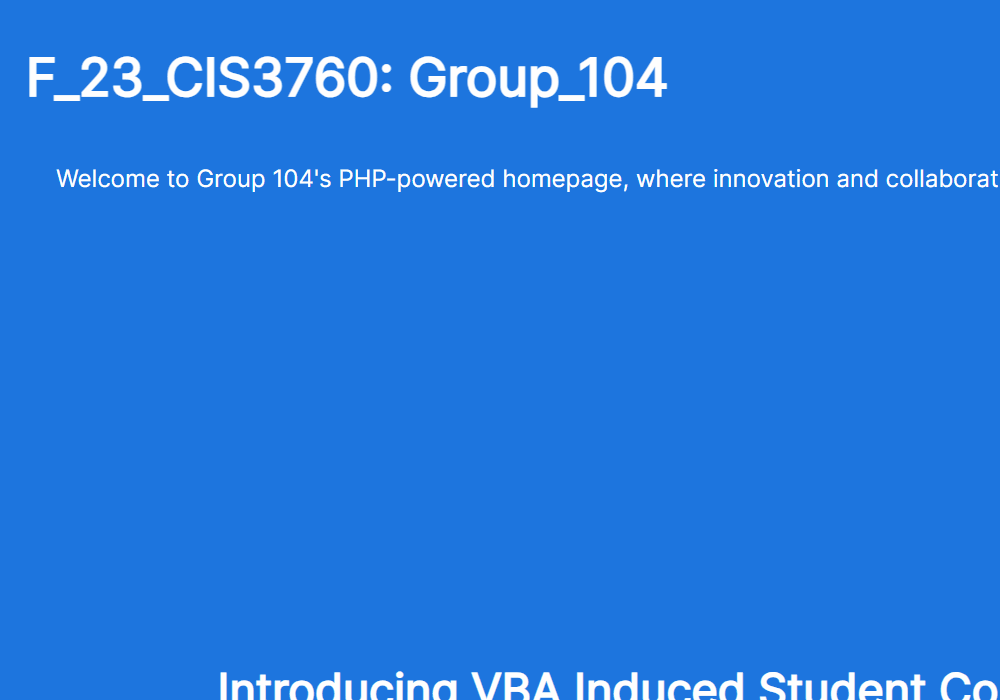 F_23_CIS3760: Group_104
Welcome to Group 104's PHP-powered homepage, where innovation and collaborat
Introducing VBA Induced Student Co